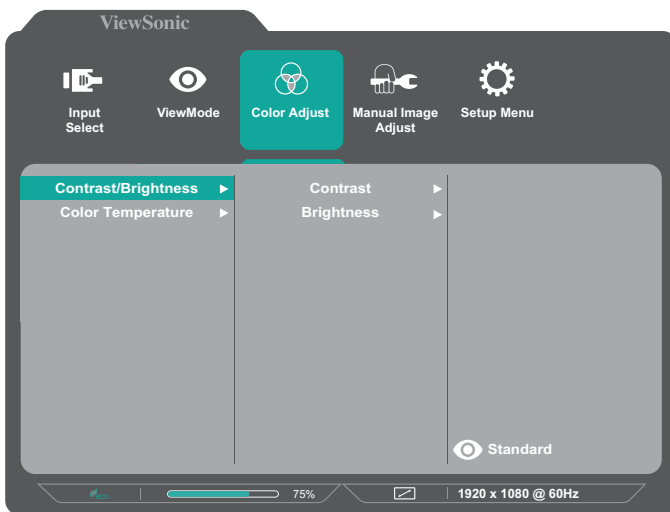 ViewSonic
Input
Select
ViewMode
Color Adjust
Manual Image
Adjust
Setup Menu
Contrast/Brightness
Contrast
Color Temperature
Brightness
Standard
eco
75%
1920 x 1080 @ 60Hz